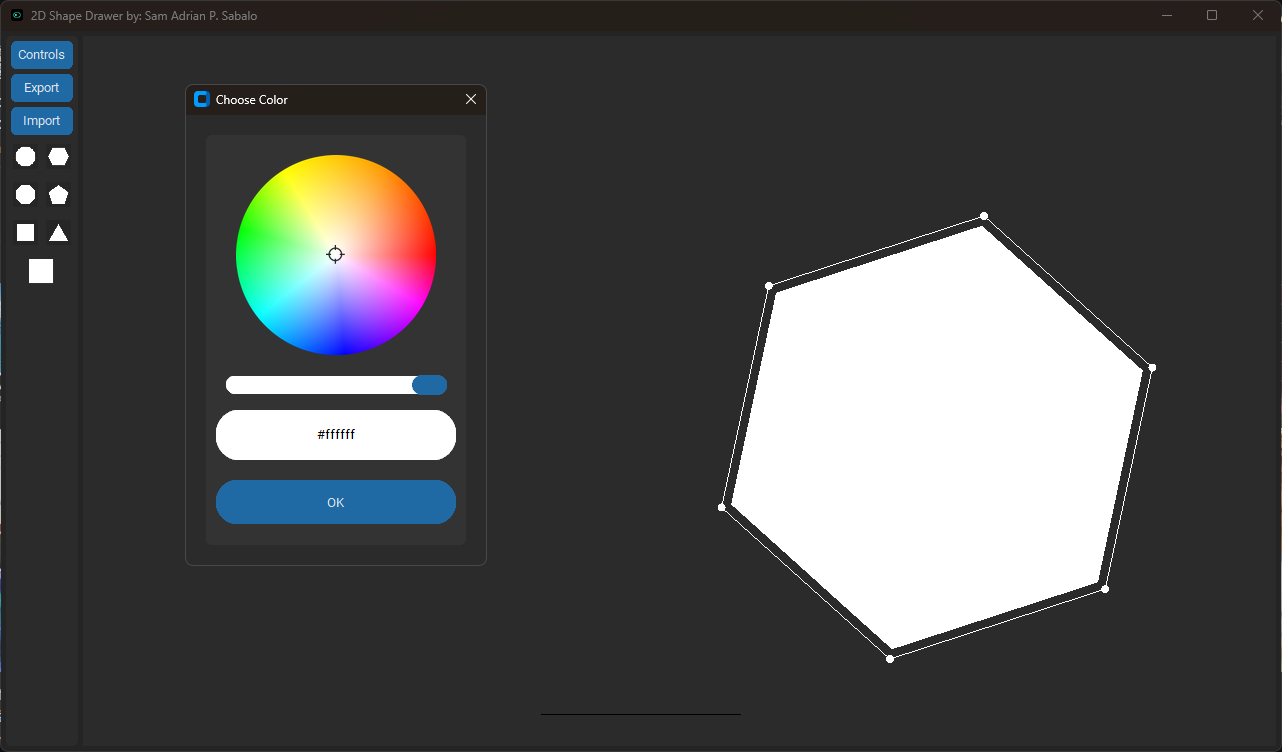 2D Shape Drawer by: Sam Adrian P. Sabalo
Controls
Export
Import
Choose Color
#ffffff
OK